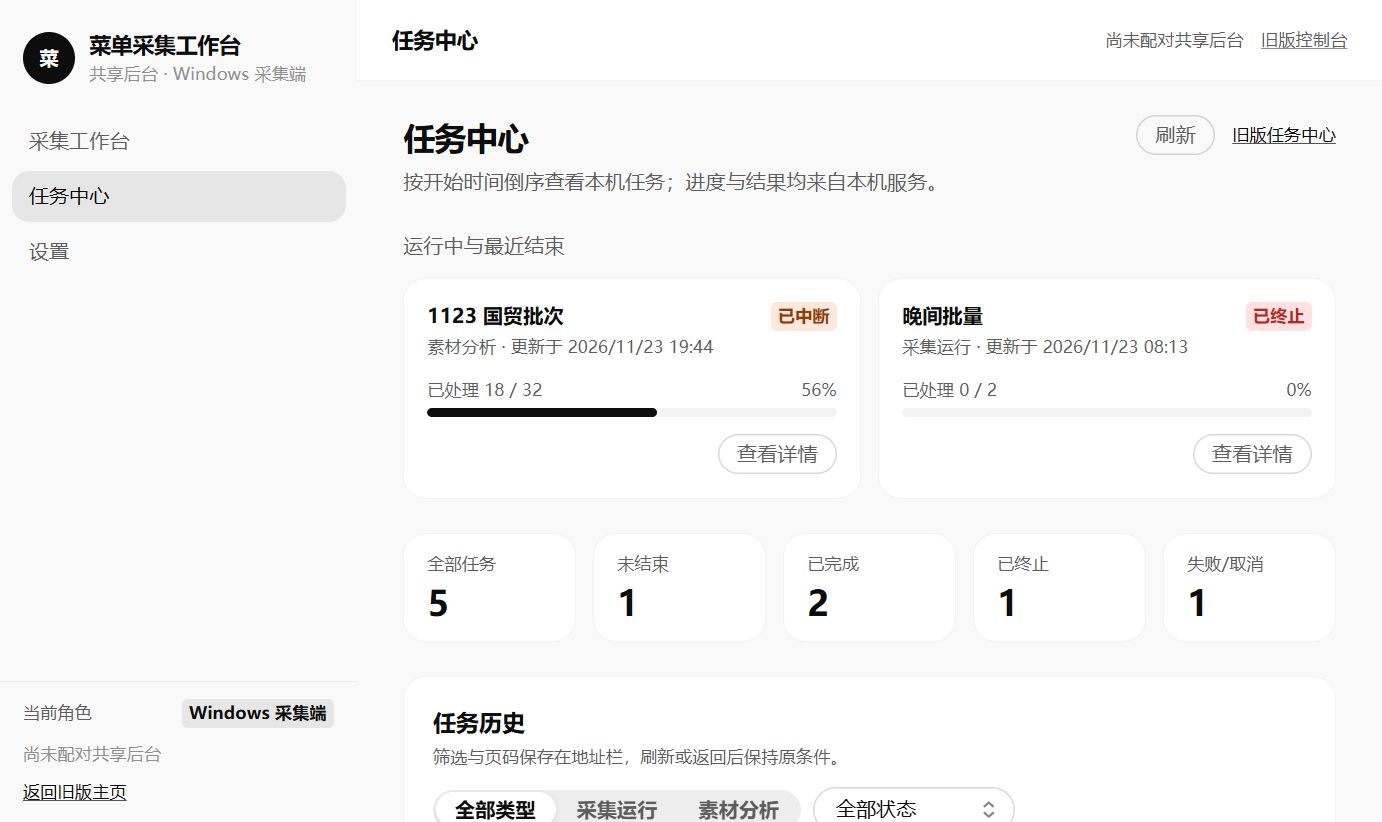 菜
菜单采集工作台
共享后台 · Windows 采集端
采集工作台
任务中心
设置
当前角色 Windows 采集端
尚未配对共享后台
返回旧版主页
任务中心
尚未配对共享后台 旧版控制台
任务中心
刷新 旧版任务中心
按开始时间倒序查看本机任务；进度与结果均来自本机服务。
运行中与最近结束
1123 国贸批次 已中断
素材分析 · 更新于 2026/11/23 19:44
已处理 18 / 32 56%
查看详情
晚间批量 已终止
采集运行 · 更新于 2026/11/23 08:13
已处理 0 / 2 0%
查看详情
全部任务
5
未结束
1
已完成
2
已终止
1
失败/取消
1
任务历史
筛选与页码保存在地址栏，刷新或返回后保持原条件。
全部类型 采集运行 素材分析 全部状态